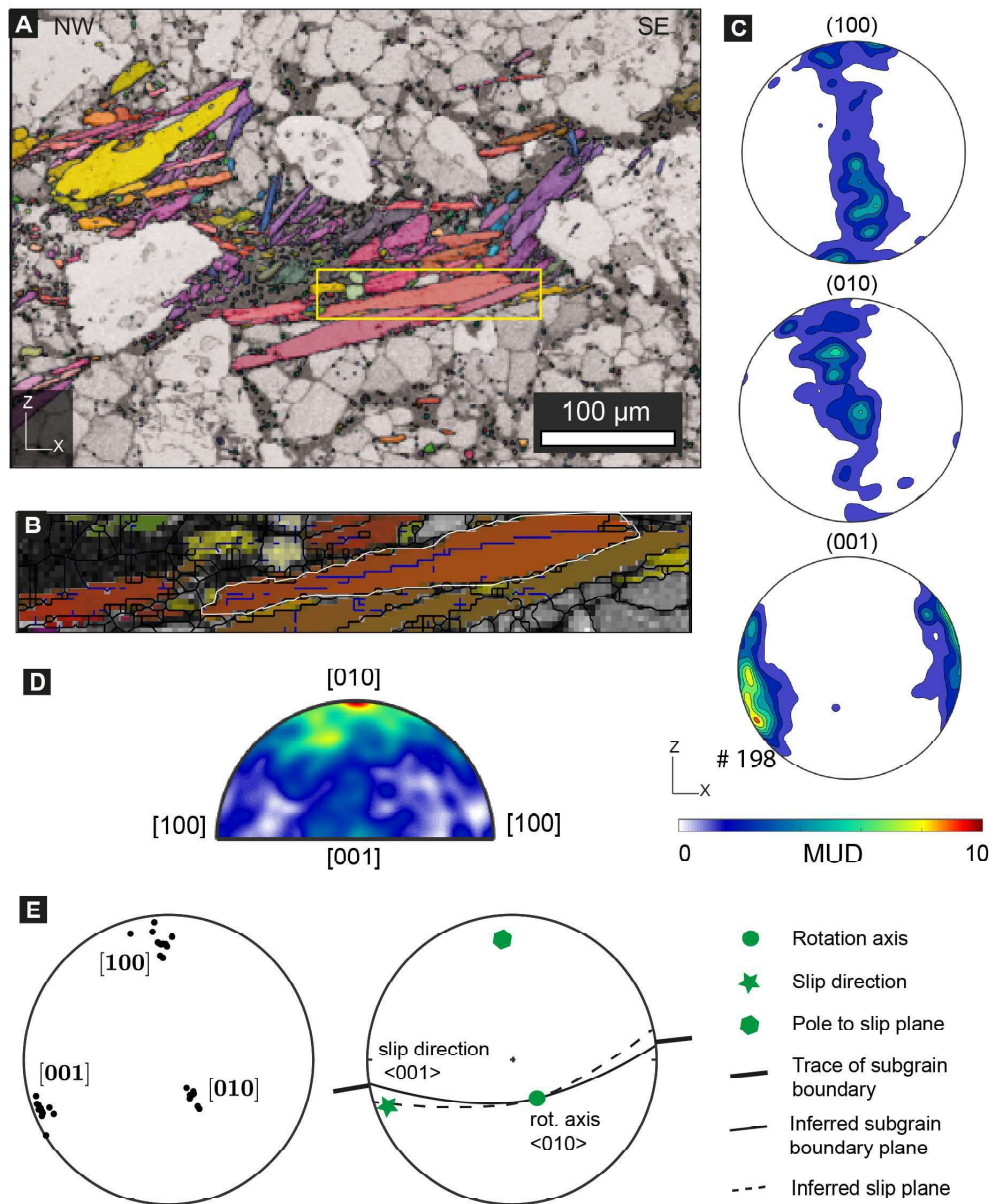 A NW
SE
Z
X
100 µm
B
C
(100)
(010)
(001)
Z
X
# 198
0
MUD
10
D
[010]
[100]
[100]
[001]
E
[100]
[001]
[010]
slip direction
<001>
rot. axis
<010>
Rotation axis
Slip direction
Pole to slip plane
Trace of subgrain
boundary
Inferred subgrain
boundary plane
Inferred slip plane